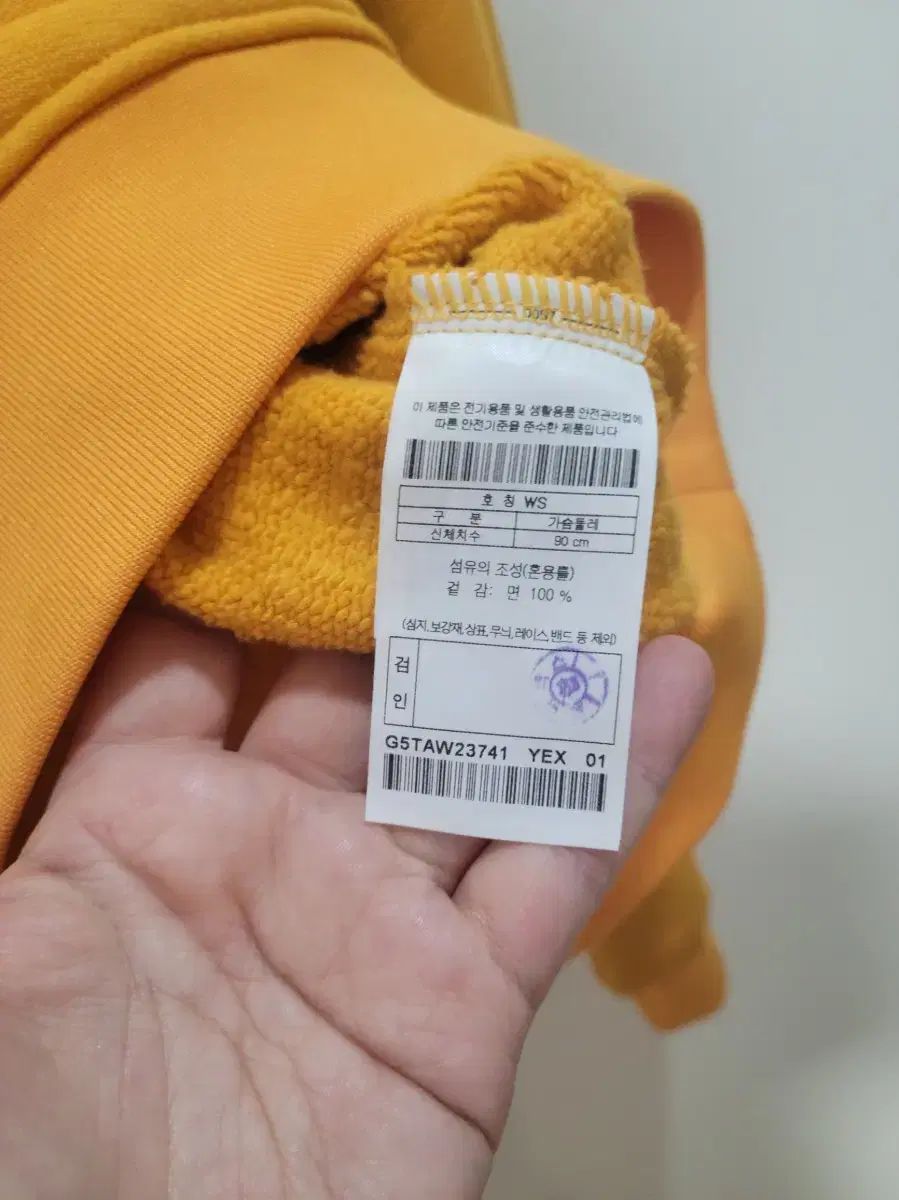 0057
이 제품은 전기용품 및 생활용품 안전관리법에
따른 안전기준을 준수한 제품입니다
호 칭 WS
구 분 가슴둘레
신체치수 90 cm
섬유의 조성(혼용률)
겉 감: 면 100 %
(심지,보강재,상표,무늬,레이스,밴드 등 제외)
검
인
G5TAW23741 YEX 01